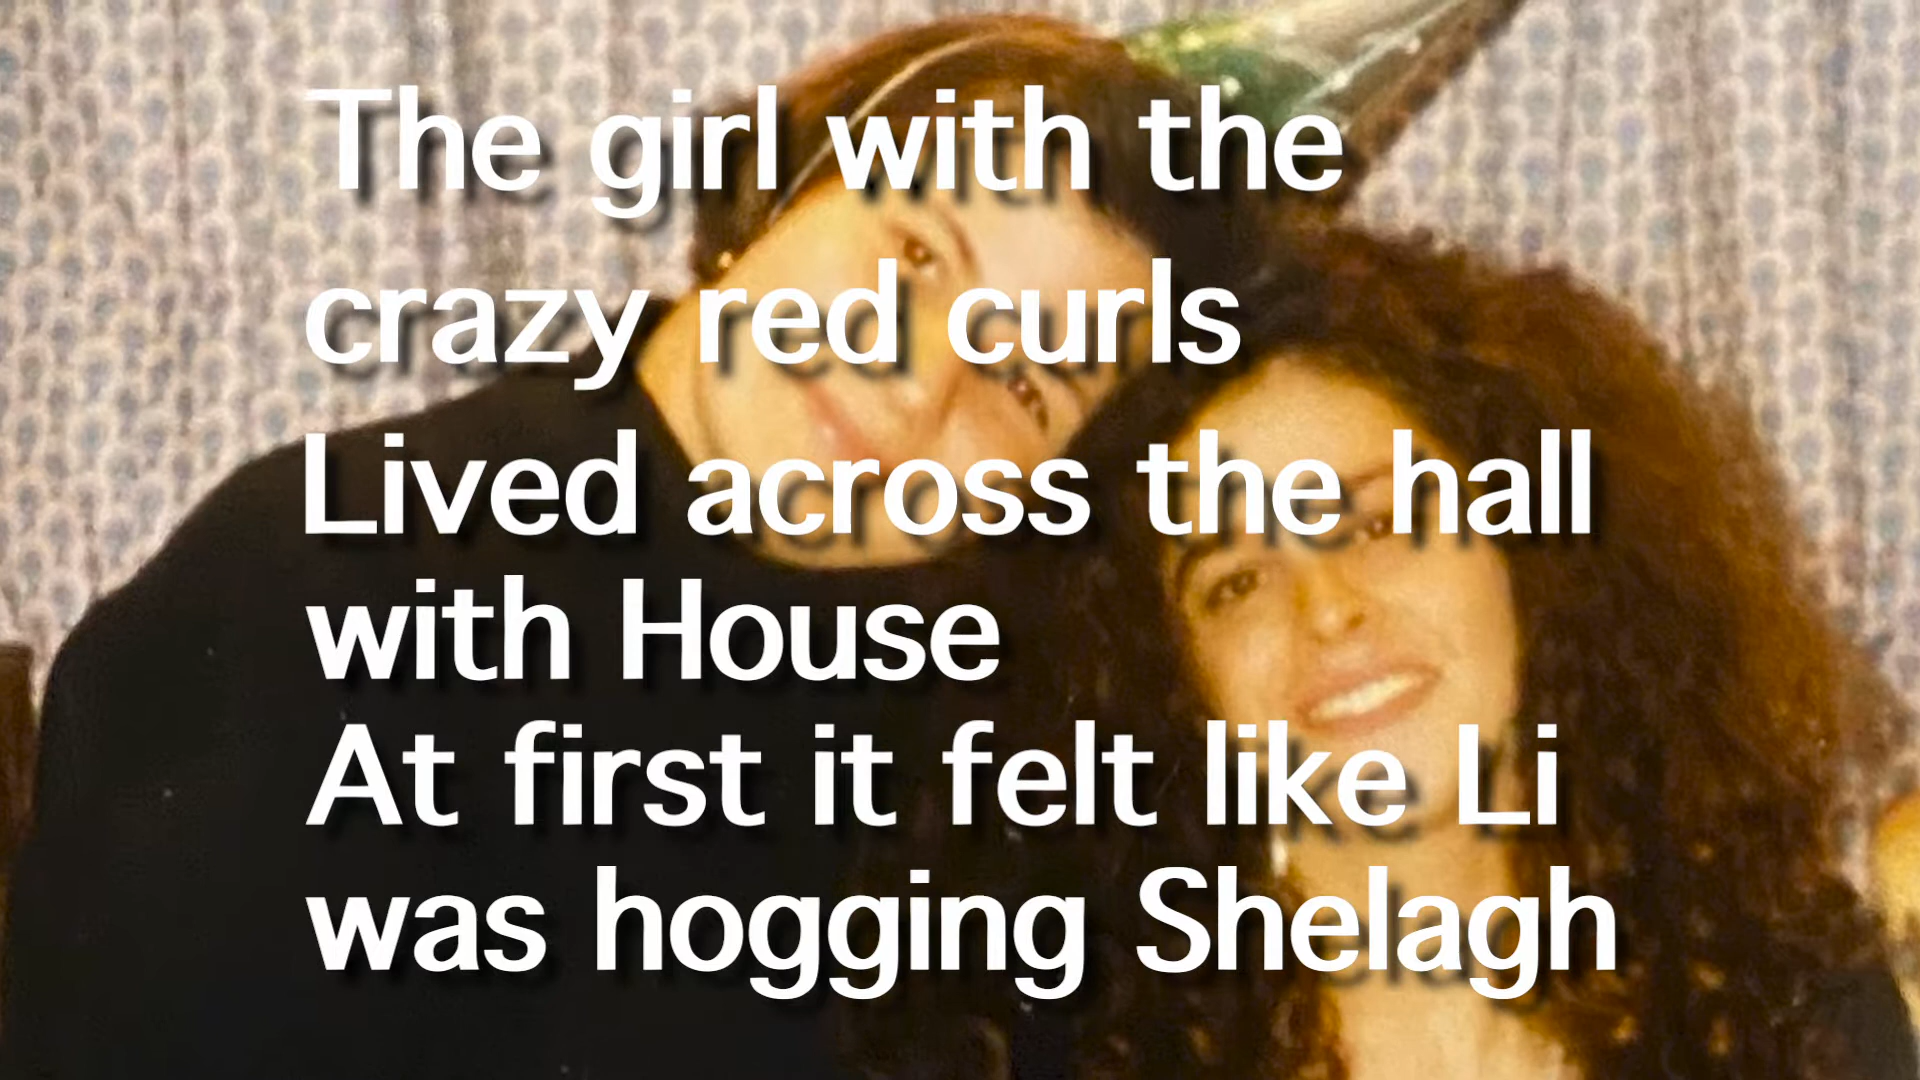 The girl with the
crazy red curls
Lived across the hall
with House
At first it felt like Li
was hogging Shelagh